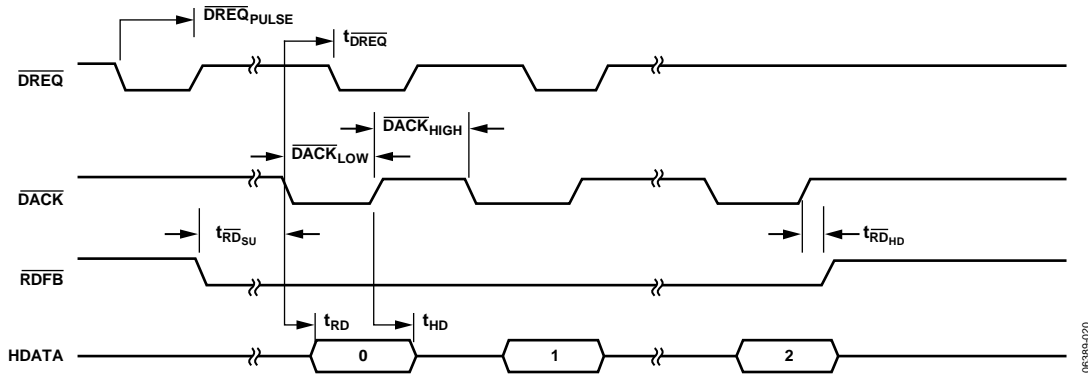 DREQPULSE
tDREQ
DREQ
DACKHIGH
DACKLOW
DACK
tRDSU
tRDHD
RDFB
tRD
tHD
HDATA
0
1
2
06389-020